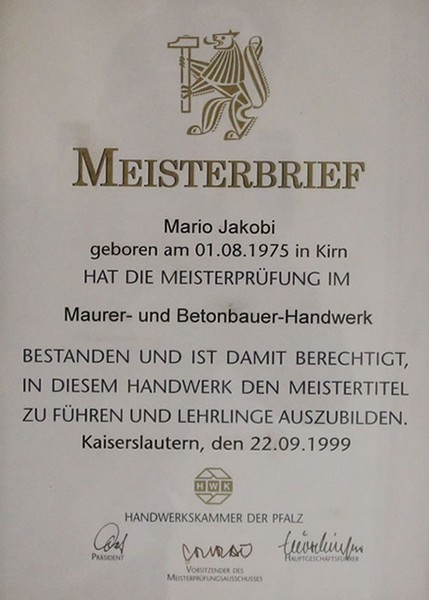 MEISTERBRIEF
Mario Jakobi
geboren am 01.08.1975 in Kirn
HAT DIE MEISTERPRÜFUNG IM
Maurer- und Betonbauer-Handwerk
BESTANDEN UND IST DAMIT BERECHTIGT,
IN DIESEM HANDWERK DEN MEISTERTITEL
ZU FÜHREN UND LEHRLINGE AUSZUBILDEN.
Kaiserslautern, den 22.09.1999
HWK
HANDWERKSKAMMER DER PFALZ
PRÄSIDENT
VORSITZENDER DES
MEISTERPRÜFUNGSAUSSCHUSSES
HAUPTGESCHÄFTSFÜHRER